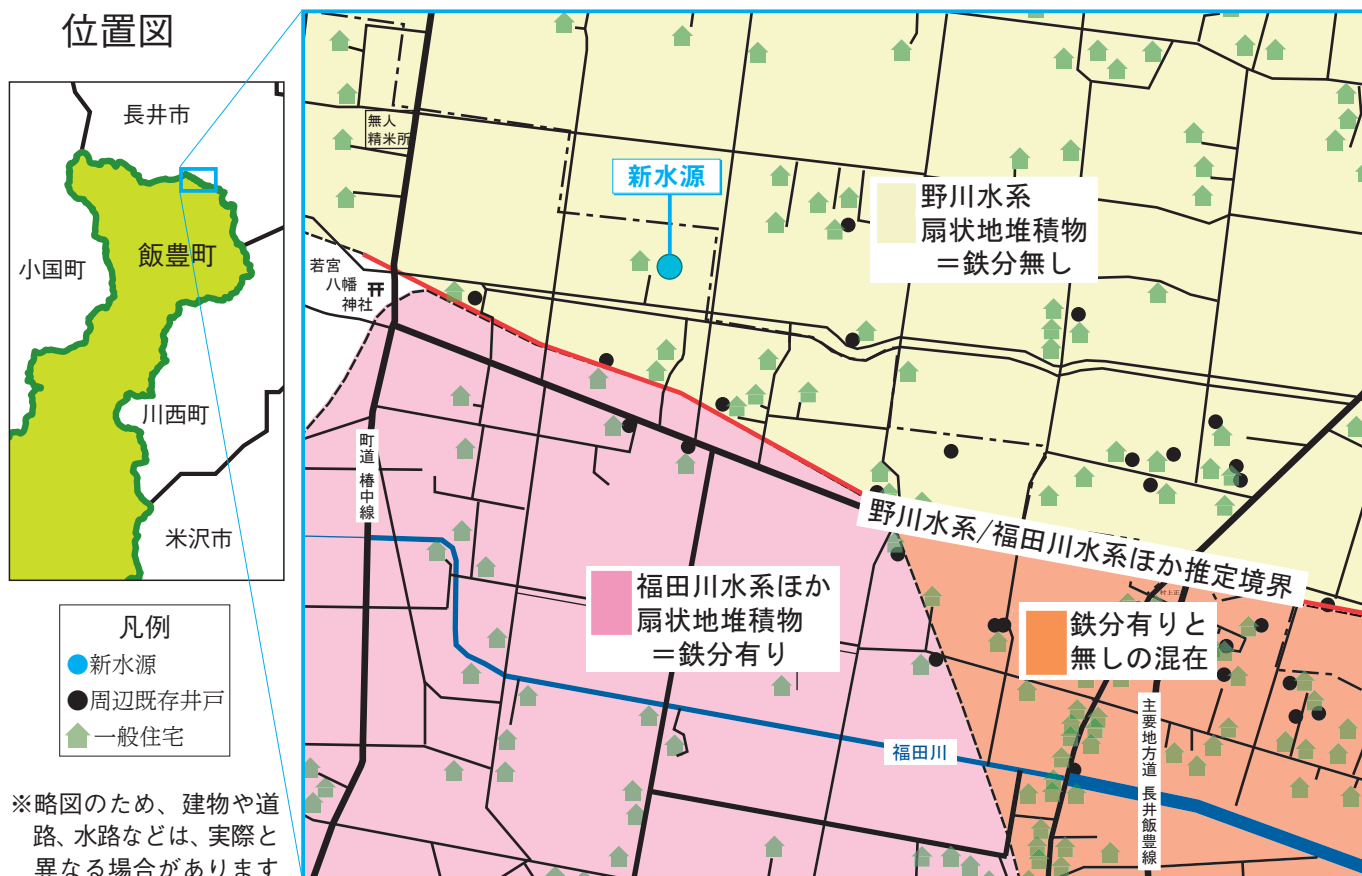 位置図
長井市
小国町
飯豊町
川西町
米沢市
凡例
新水源
周辺既存井戸
一般住宅
※略図のため、建物や道
路、水路などは、実際と
異なる場合があります
無人
精米所
新水源
野川水系
扇状地堆積物
＝鉄分無し
若宮
八幡
神社
町道 椿中線
野川水系/福田川水系ほか推定境界
福田川水系ほか
扇状地堆積物
＝鉄分有り
鉄分有りと
無しの混在
福田川
主要地方道 長井飯豊線